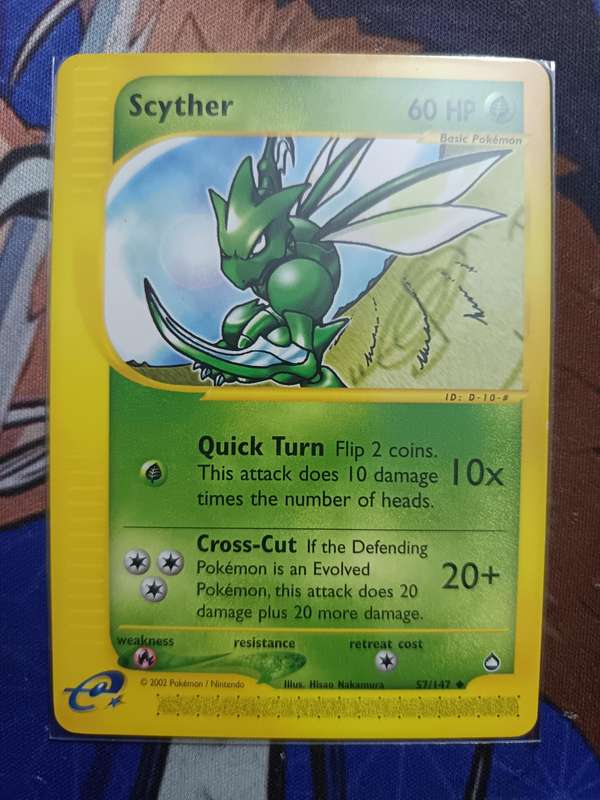 Scyther
60 HP
Basic Pokémon
ID: D-10-#
Quick Turn Flip 2 coins.
This attack does 10 damage
times the number of heads.
10x
Cross-Cut If the Defending
Pokémon is an Evolved
Pokémon, this attack does 20
damage plus 20 more damage.
20+
weakness resistance retreat cost
© 2002 Pokémon / Nintendo Illus. Hisao Nakamura 57/147
e